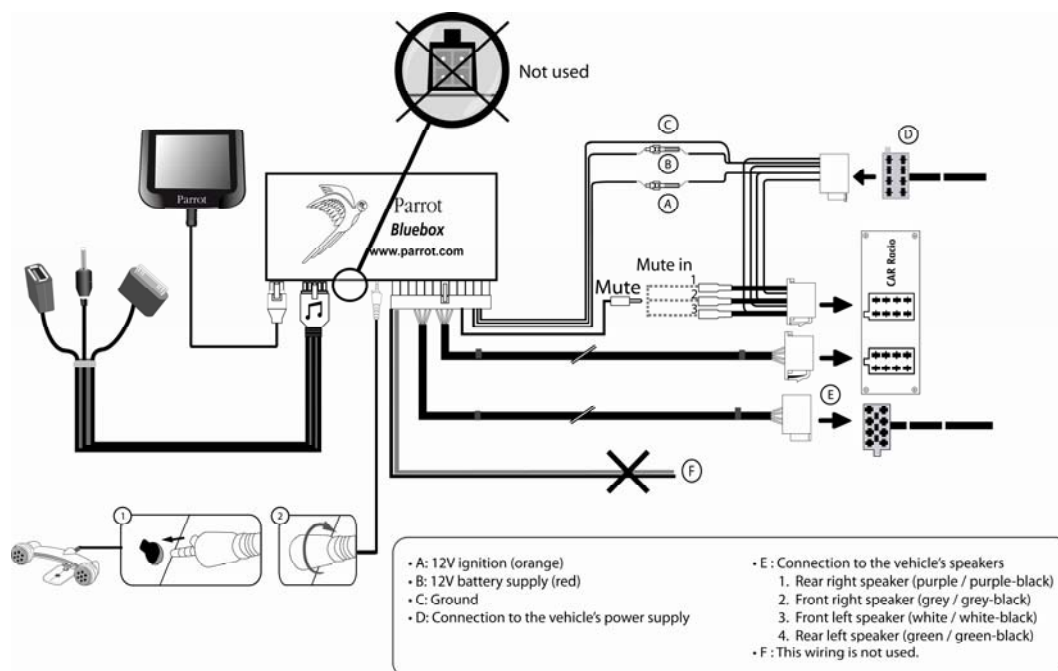 Not used
C
D
B
A
Parrot
Parrot
Bluebox
www.parrot.com
CAR Racio
Mute in
1
Mute
2
3
E
F
1
2
• A: 12V ignition (orange)
• B: 12V battery supply (red)
• C: Ground
• D: Connection to the vehicle's power supply
• E : Connection to the vehicle's speakers
1. Rear right speaker (purple / purple-black)
2. Front right speaker (grey / grey-black)
3. Front left speaker (white / white-black)
4. Rear left speaker (green / green-black)
• F : This wiring is not used.